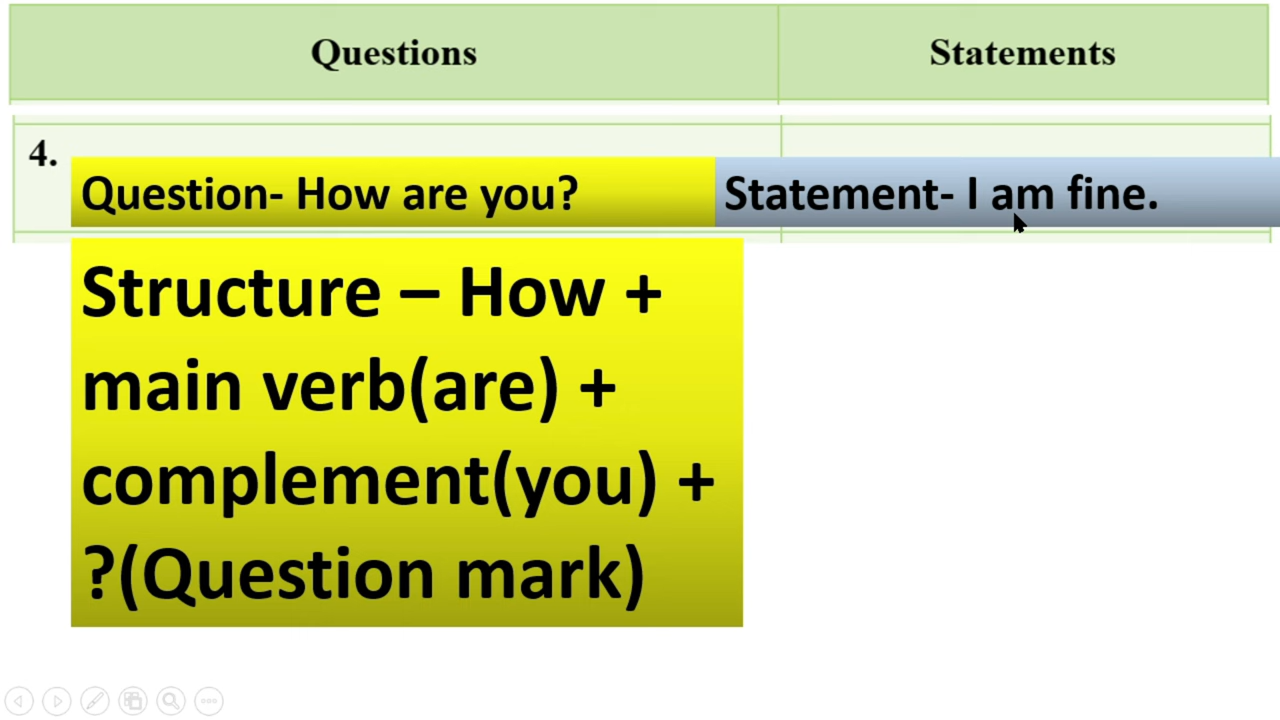 Questions Statements
4.
Question- How are you? Statement- I am fine.
Structure – How +
main verb(are) +
complement(you) +
?(Question mark)